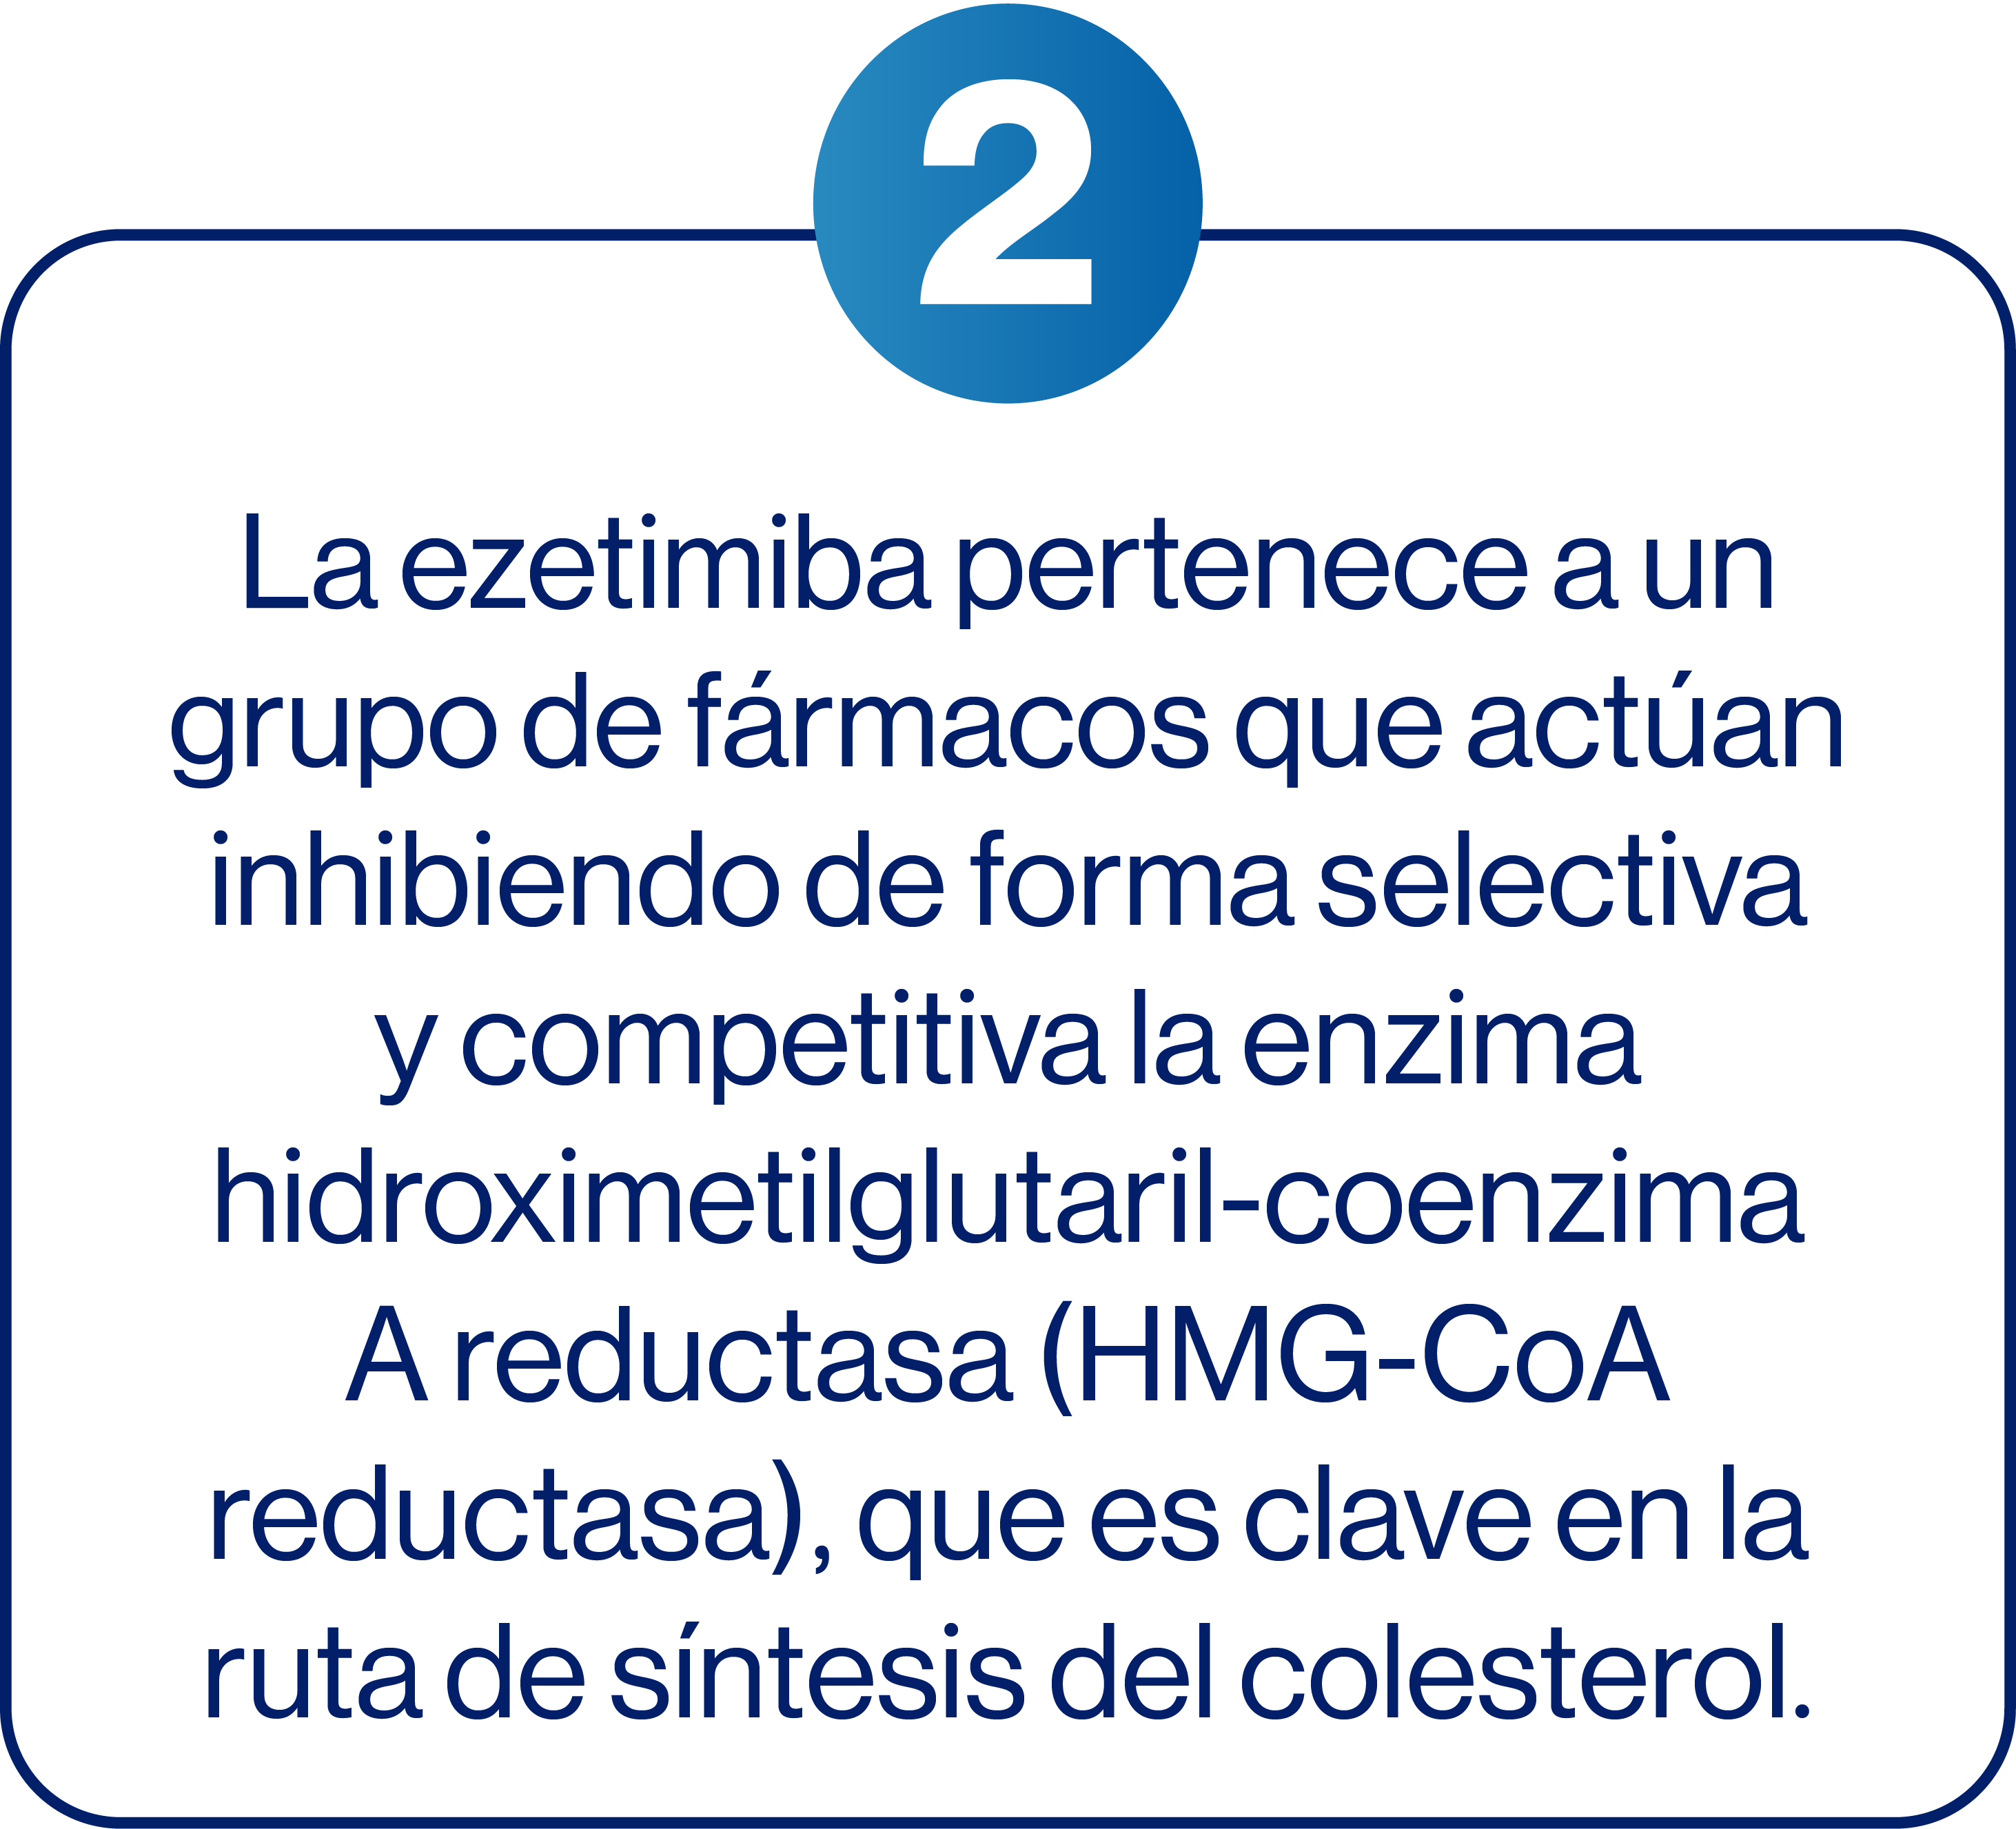 2
La ezetimiba pertenece a un
grupo de fármacos que actúan
inhibiendo de forma selectiva
y competitiva la enzima
hidroximetilglutaril-coenzima
A reductasa (HMG-CoA
reductasa), que es clave en la
ruta de síntesis del colesterol.